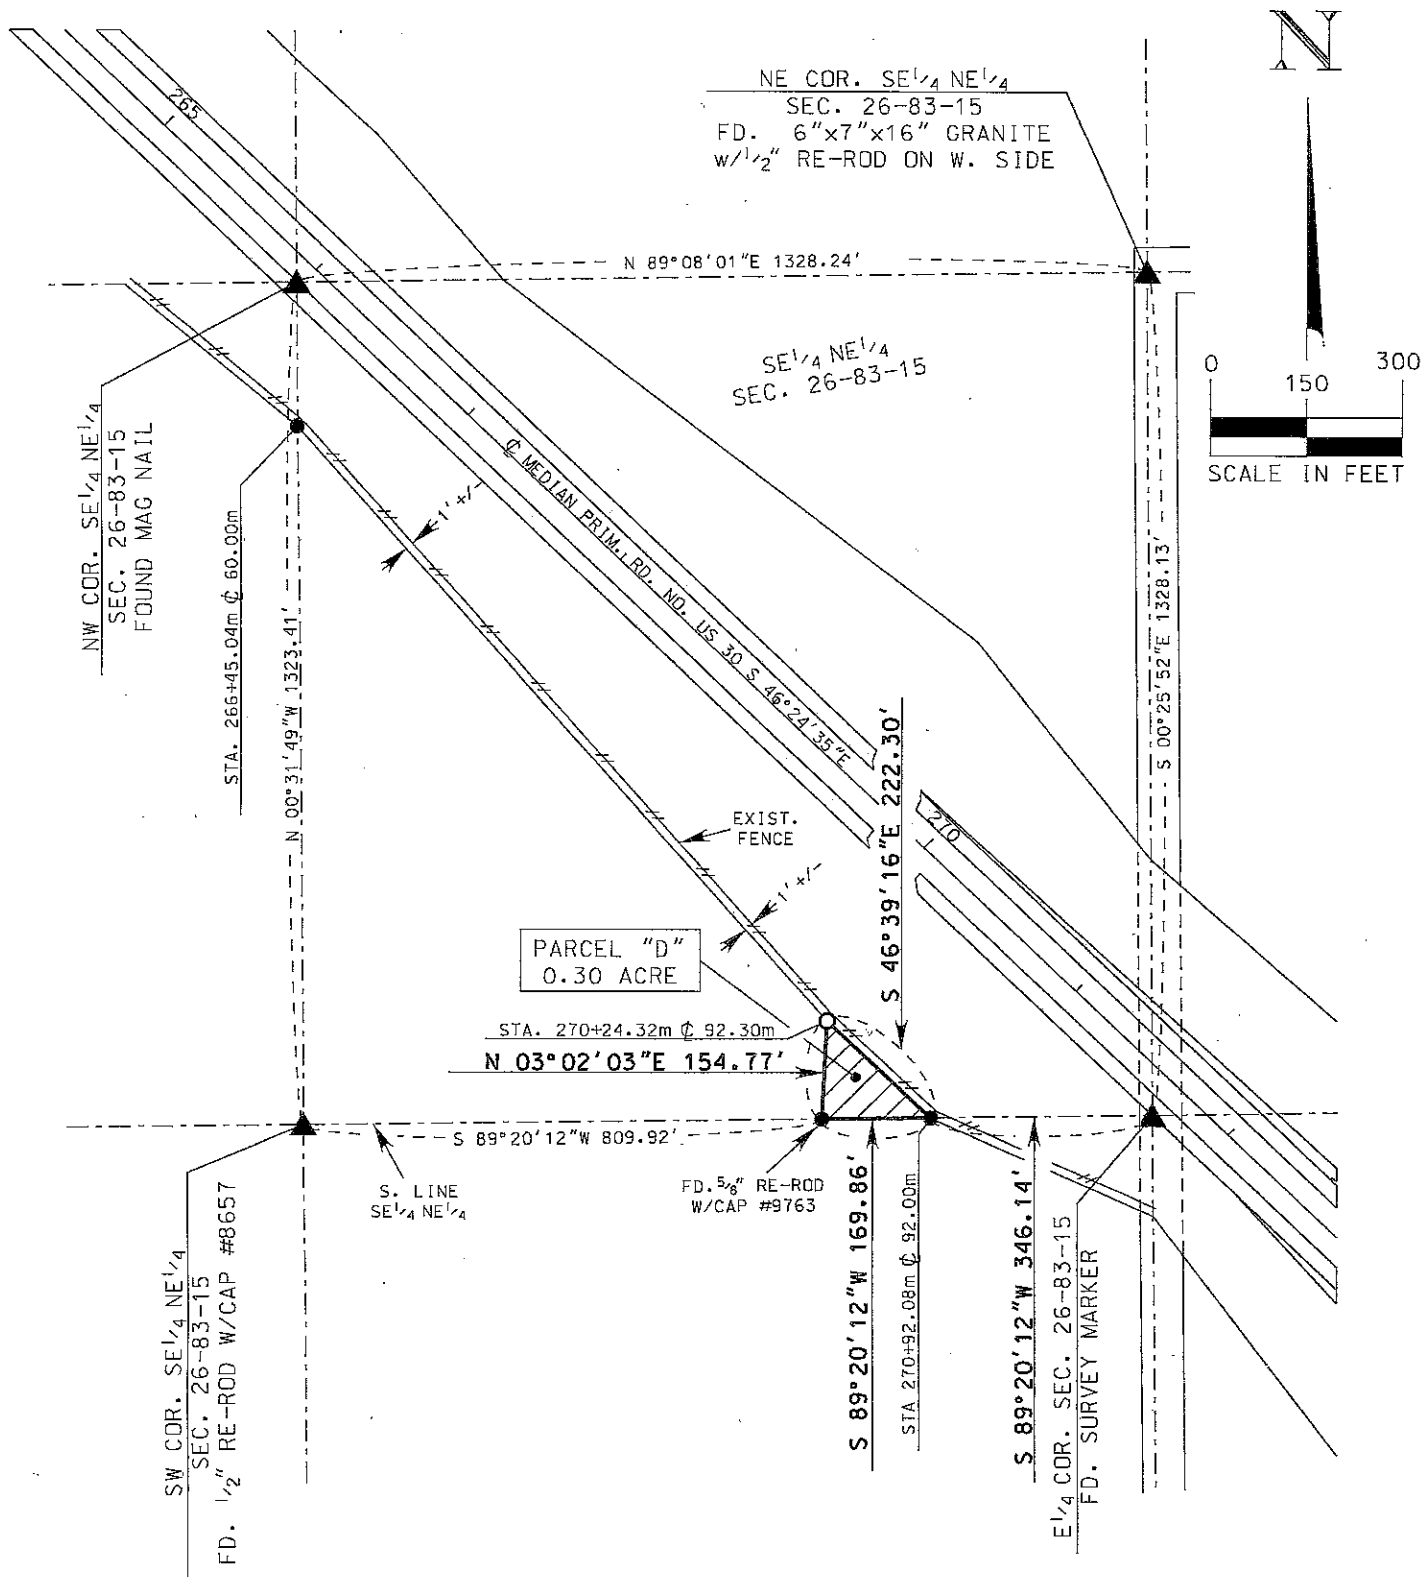 N
NE COR. SE¼ NE¼
SEC. 26-83-15
FD. 6"x7"x16" GRANITE
w/½" RE-ROD ON W. SIDE
265
N 89°08'01"E 1328.24'
SE¼ NE¼
SEC. 26-83-15
0 150 300
SCALE IN FEET
NW COR. SE¼ NE¼
SEC. 26-83-15
FOUND MAG NAIL
STA. 266+45.04m ℄ 60.00m
N 00°31'49"W 1323.41'
1' +/-
℄ MEDIAN PRIM. RD. NO. US 30 S 46°24'35"E
S 00°25'52"E 1328.13'
S 46°39'16"E 222.30'
270
EXIST.
FENCE
1' +/-
PARCEL "D"
0.30 ACRE
STA. 270+24.32m ℄ 92.30m
N 03°02'03"E 154.77'
S 89°20'12"W 809.92'
S. LINE
SE¼ NE¼
FD. ⅝" RE-ROD
W/CAP #9763
S 89°20'12"W 169.86'
STA 270+92.08m ℄ 92.00m
S 89°20'12"W 346.14'
E¼ COR. SEC. 26-83-15
FD. SURVEY MARKER
SW COR. SE¼ NE¼
SEC. 26-83-15
FD. ½" RE-ROD W/CAP #8657